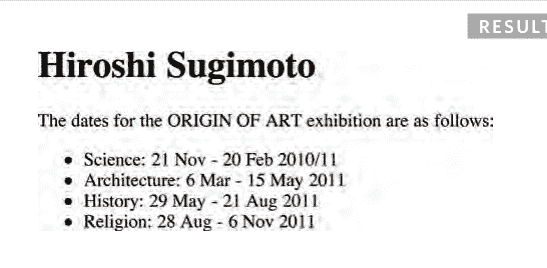 RESULT
Hiroshi Sugimoto
The dates for the ORIGIN OF ART exhibition are as follows:
• Science: 21 Nov - 20 Feb 2010/11
• Architecture: 6 Mar - 15 May 2011
• History: 29 May - 21 Aug 2011
• Religion: 28 Aug - 6 Nov 2011